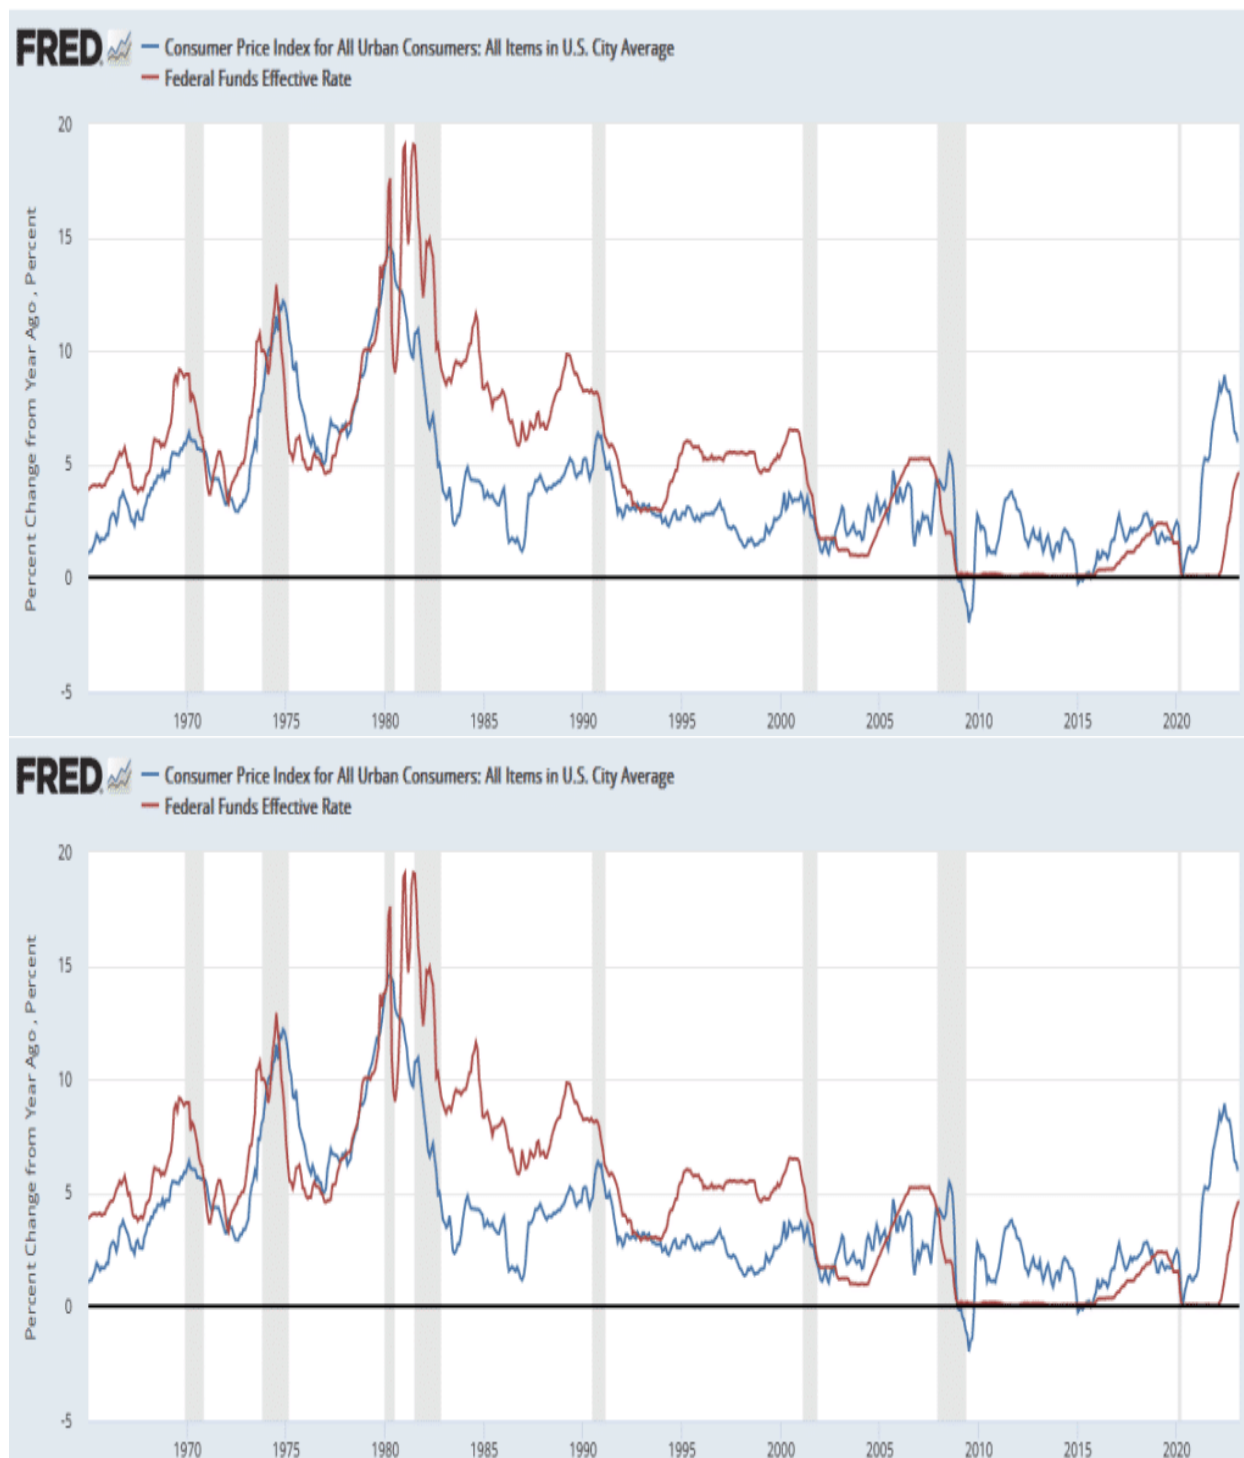 FRED
Consumer Price Index for All Urban Consumers: All Items in U.S. City Average
Federal Funds Effective Rate
Percent Change from Year Ago , Percent
20
15
10
5
0
-5
1970 1975 1980 1985 1990 1995 2000 2005 2010 2015 2020
FRED
Consumer Price Index for All Urban Consumers: All Items in U.S. City Average
Federal Funds Effective Rate
Percent Change from Year Ago , Percent
20
15
10
5
0
-5
1970 1975 1980 1985 1990 1995 2000 2005 2010 2015 2020